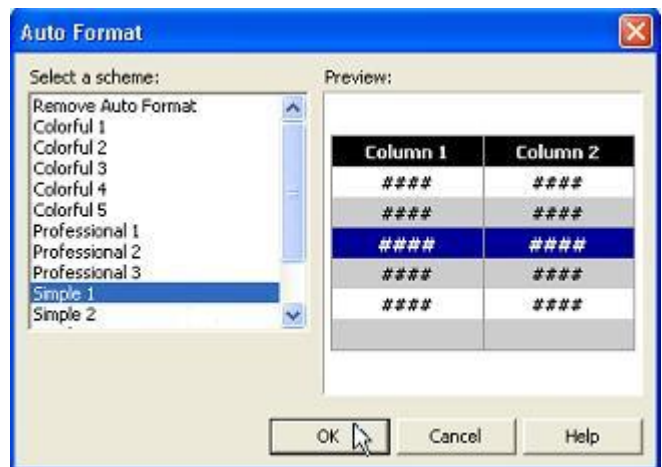 Auto Format
Select a scheme:
Remove Auto Format
Colorful 1
Colorful 2
Colorful 3
Colorful 4
Colorful 5
Professional 1
Professional 2
Professional 3
Simple 1
Simple 2
Preview:
Column 1 Column 2
#### ####
#### ####
#### ####
#### ####
#### ####
OK Cancel Help